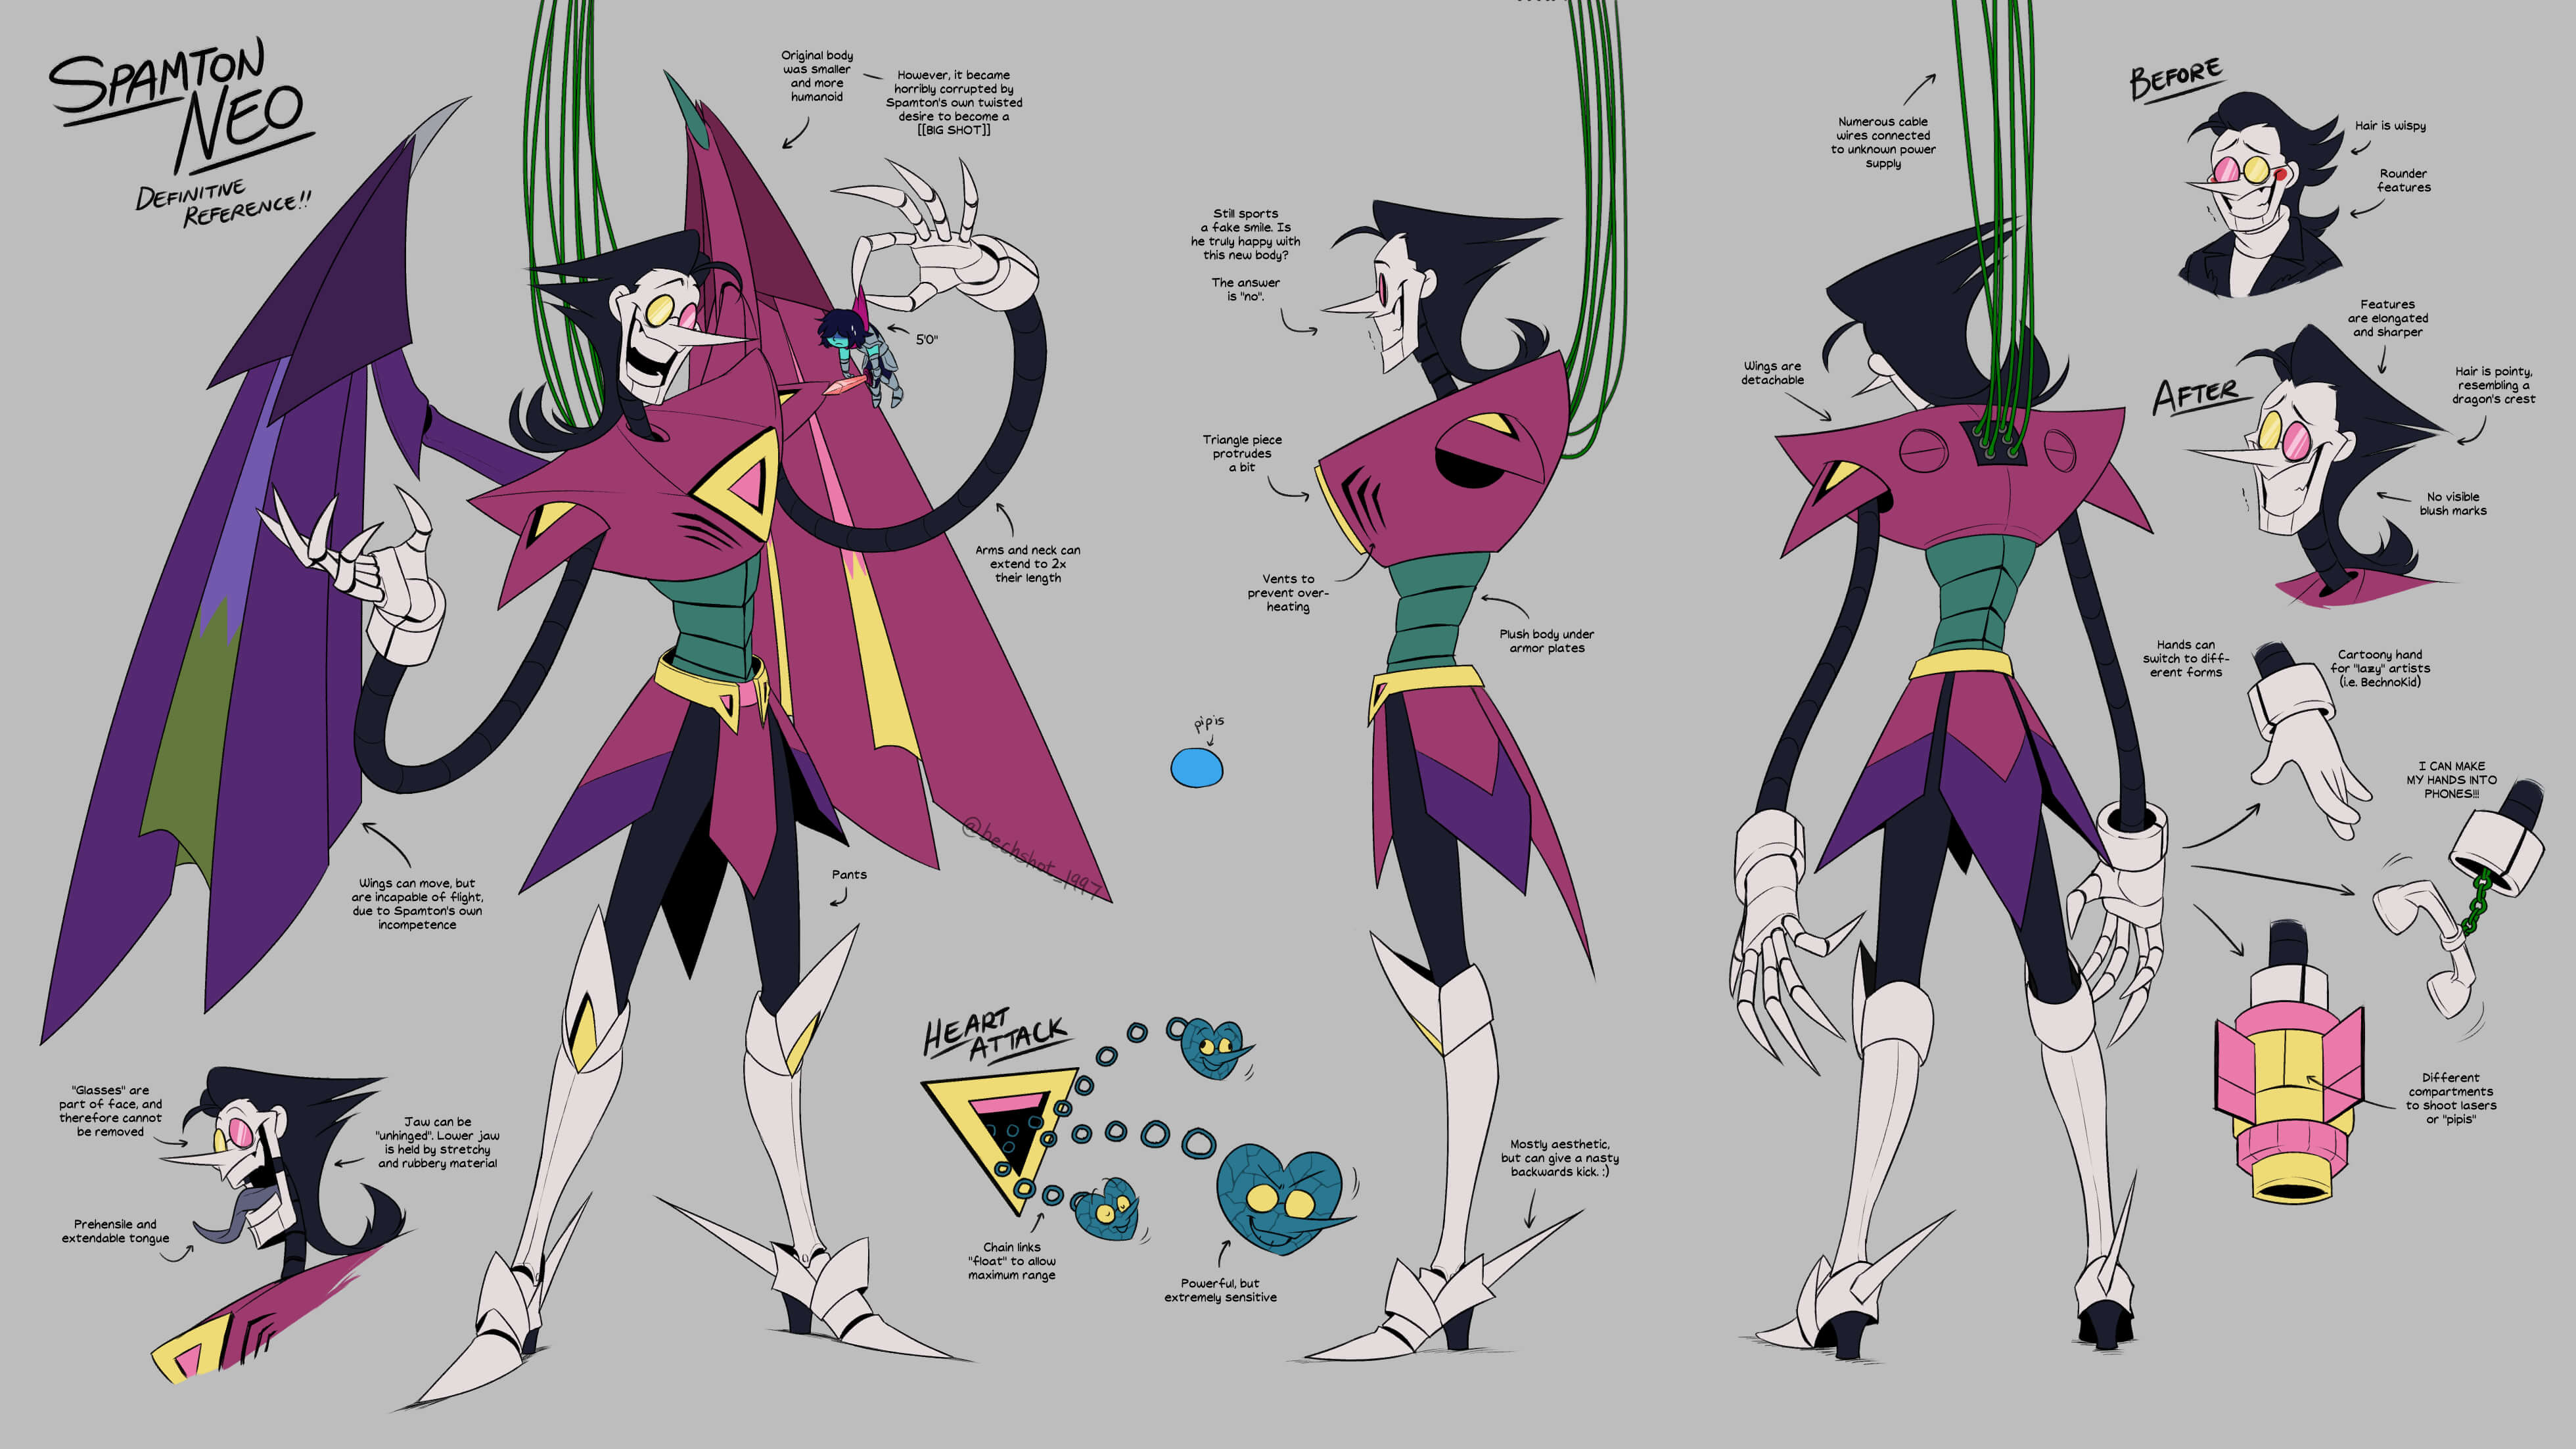 SPAMTON
NEO
DEFINITIVE
REFERENCE!!
Original body
was smaller
and more
humanoid
However, it became
horribly corrupted by
Spamton's own twisted
desire to become a
[[BIG SHOT]]
5'0"
Arms and neck can
extend to 2x
their length
Wings can move, but
are incapable of flight,
due to Spamton's own
incompetence
Pants
@bechshot_1997
"Glasses" are
part of face, and
therefore cannot
be removed
Jaw can be
"unhinged". Lower jaw
is held by stretchy
and rubbery material
Prehensile and
extendable tongue
HEART
ATTACK
Chain links
"float" to allow
maximum range
Powerful, but
extremely sensitive
Still sports
a fake smile. Is
he truly happy with
this new body?
The answer
is "no".
Triangle piece
protrudes
a bit
Vents to
prevent over-
heating
Plush body under
armor plates
pipis
Mostly aesthetic,
but can give a nasty
backwards kick. :)
Numerous cable
wires connected
to unknown power
supply
Wings are
detachable
BEFORE
Hair is wispy
Rounder
features
AFTER
Features
are elongated
and sharper
Hair is pointy,
resembling a
dragon's crest
No visible
blush marks
Hands can
switch to diff-
erent forms
Cartoony hand
for "lazy" artists
(i.e. BechnoKid)
I CAN MAKE
MY HANDS INTO
PHONES!!!
Different
compartments
to shoot lasers
or "pipis"